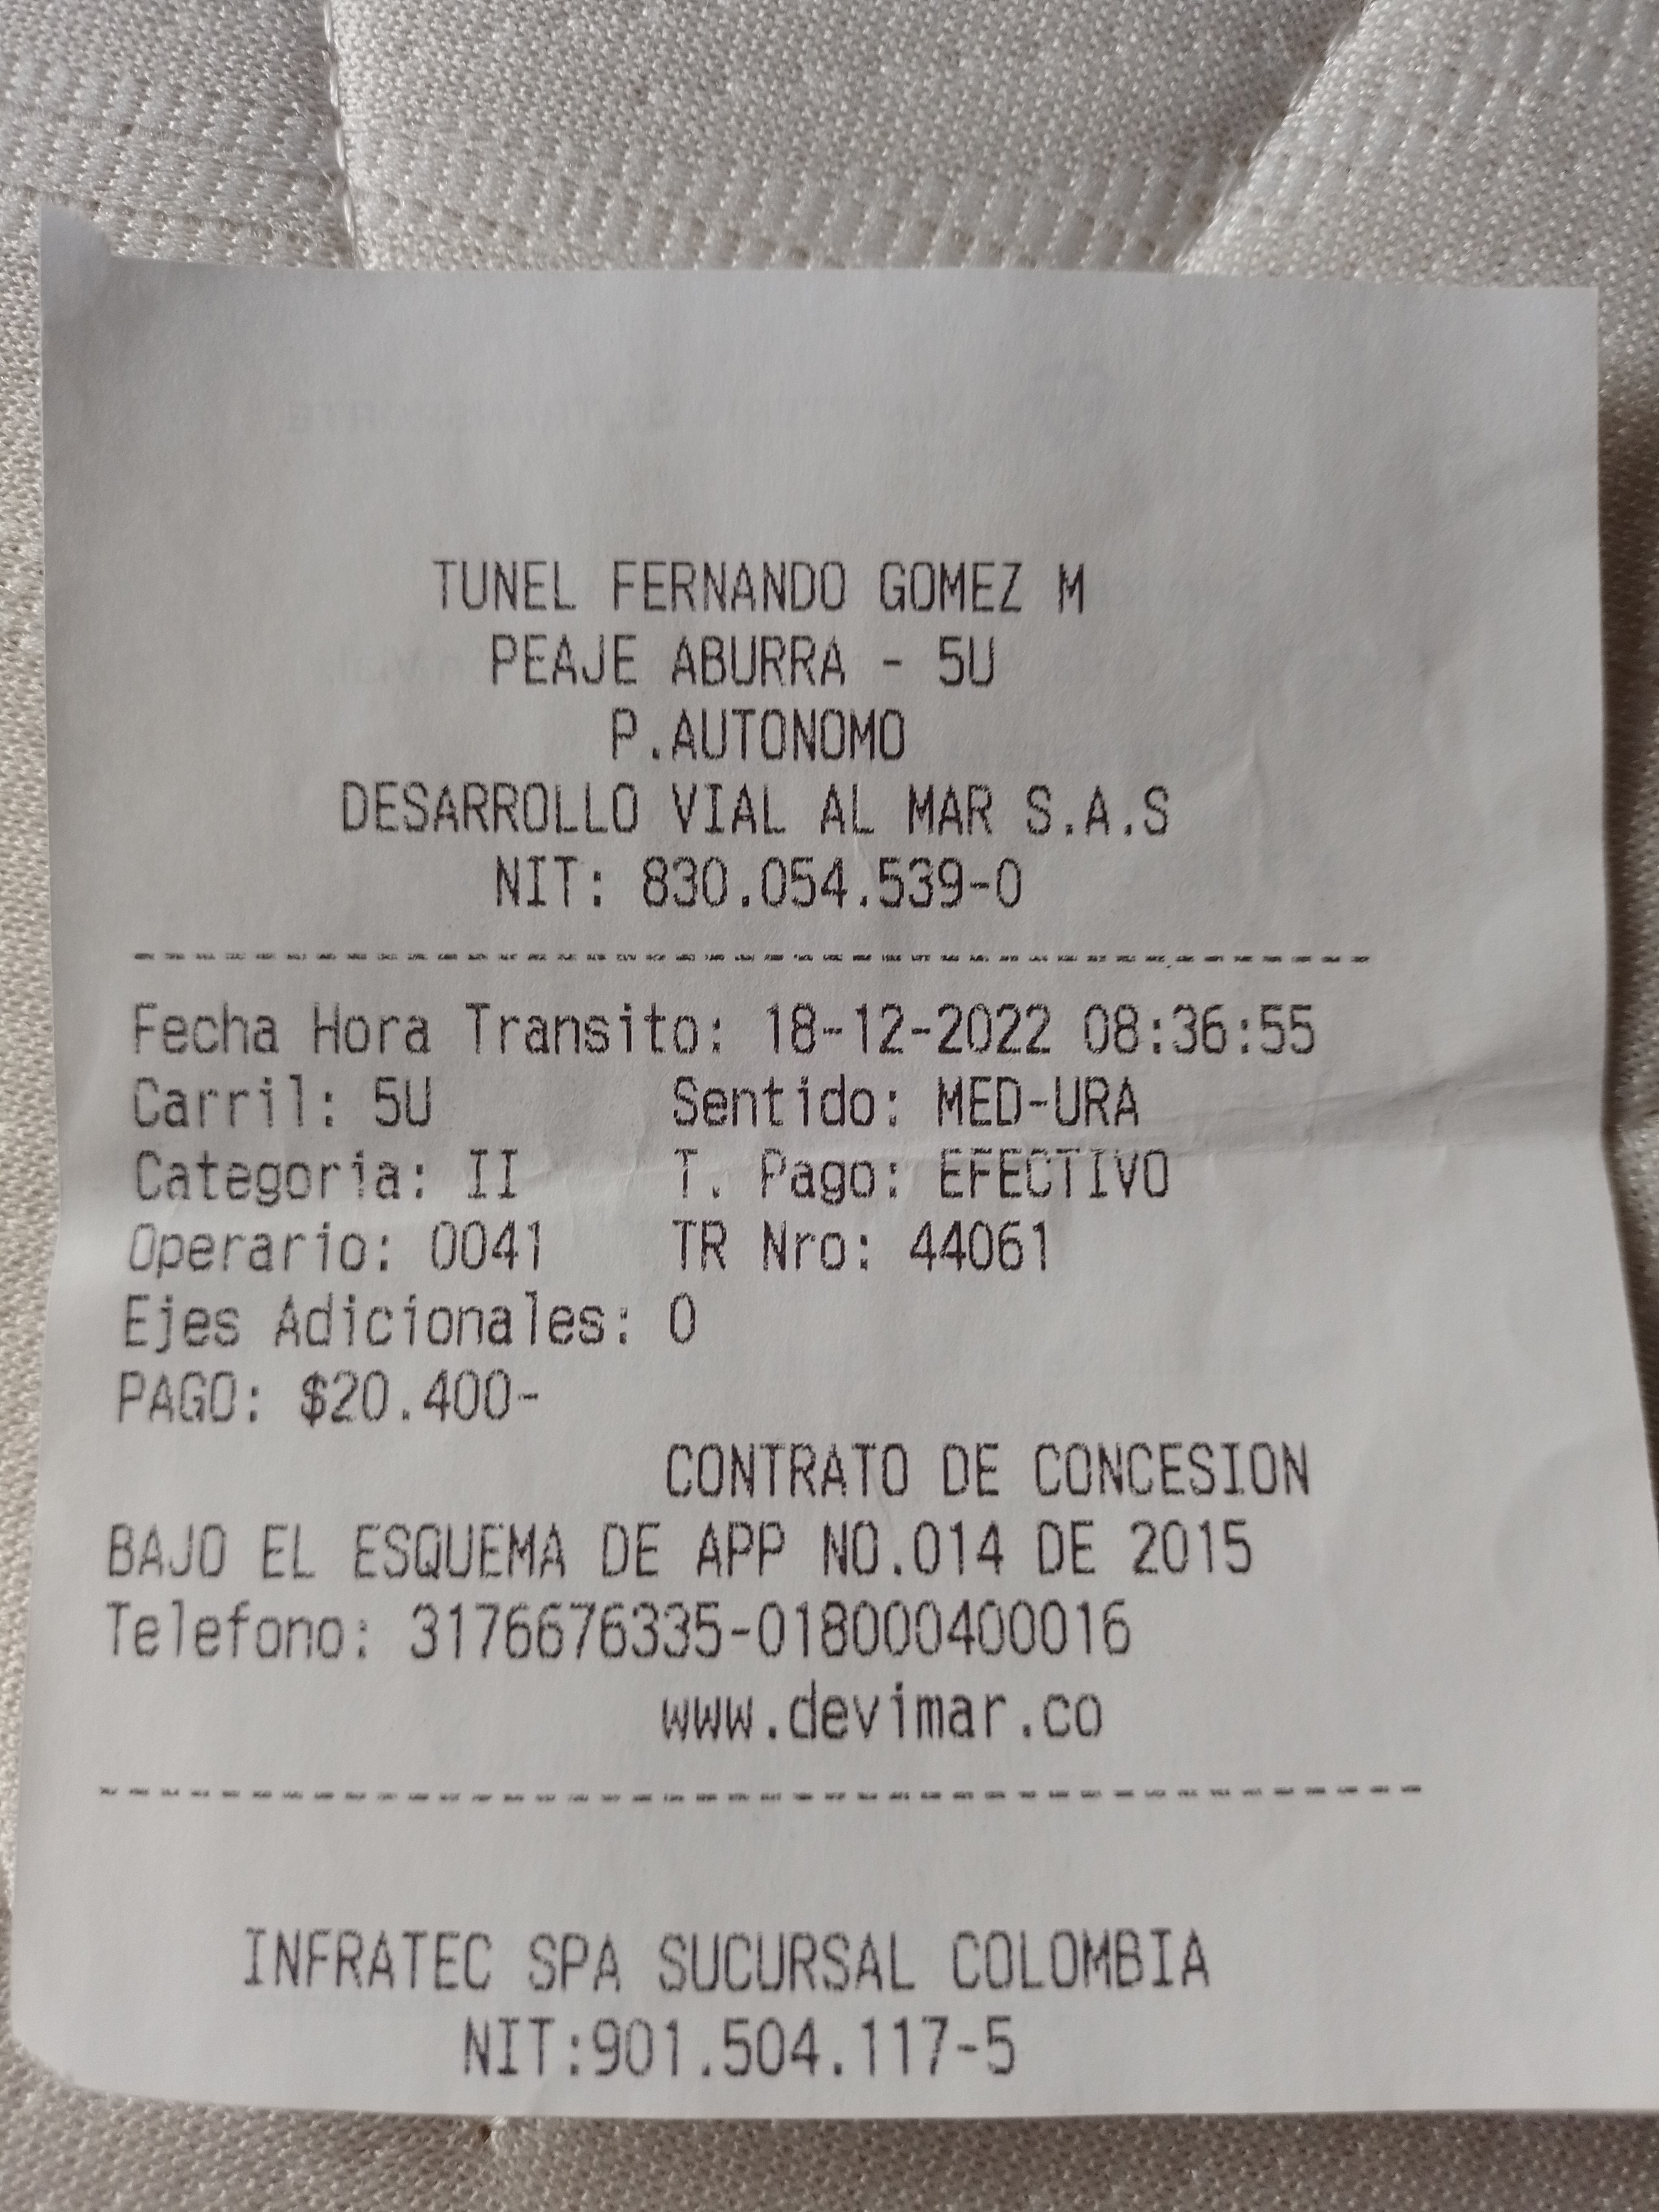 TUNEL FERNANDO GOMEZ M
PEAJE ABURRA - 5U
P.AUTONOMO
DESARROLLO VIAL AL MAR S.A.S
NIT: 830.054.539-0
Fecha Hora Transito: 18-12-2022 08:36:55
Carril: 5U Sentido: MED-URA
Categoria: II T. Pago: EFECTIVO
Operario: 0041 TR Nro: 44061
Ejes Adicionales: 0
PAGO: $20.400-
CONTRATO DE CONCESION
BAJO EL ESQUEMA DE APP NO.014 DE 2015
Telefono: 3176676335-018000400016
www.devimar.co
INFRATEC SPA SUCURSAL COLOMBIA
NIT:901.504.117-5